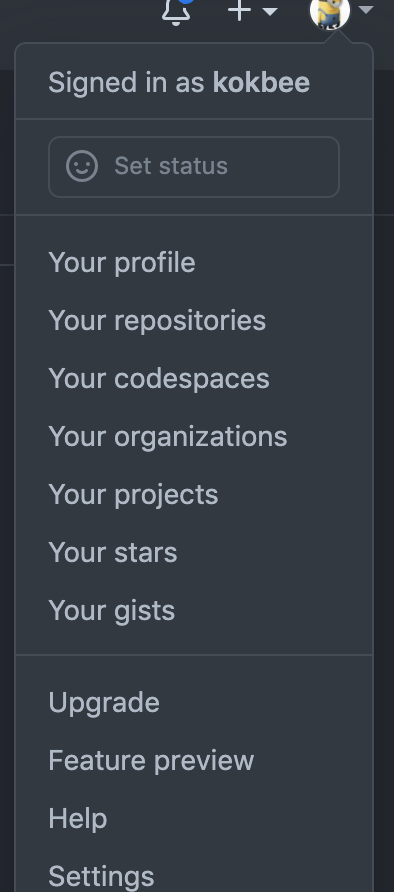 Signed in as kokbee
Set status
Your profile
Your repositories
Your codespaces
Your organizations
Your projects
Your stars
Your gists
Upgrade
Feature preview
Help
Settings